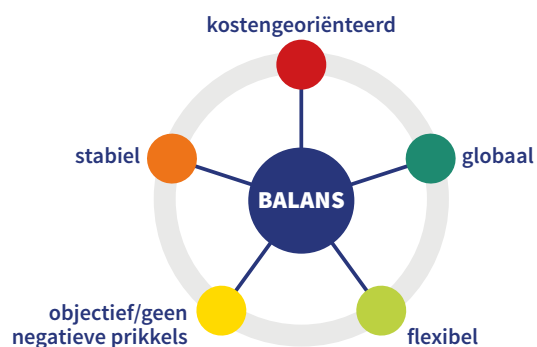 kostengeoriënteerd
stabiel
globaal
BALANS
objectief/geen
negatieve prikkels
flexibel